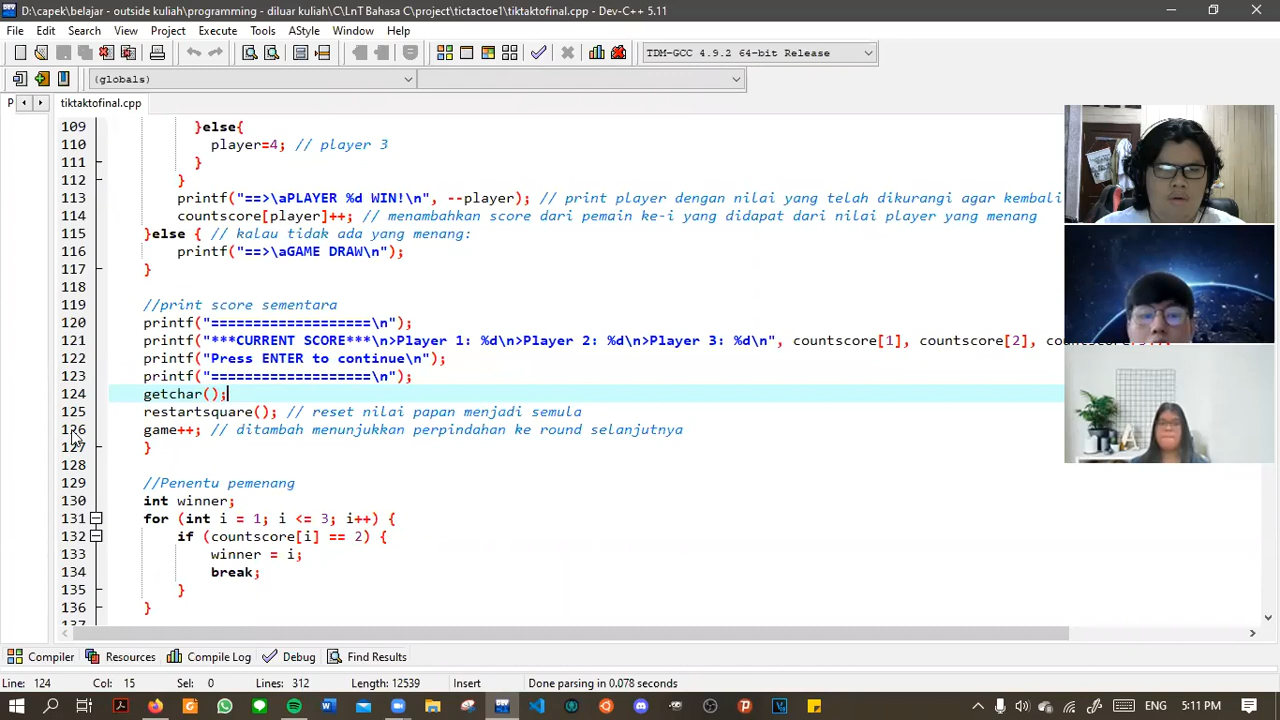 D:\capek\belajar - outside kuliah\programming - diluar kuliah\C\LnT Bahasa C\project\tictactoe1\tiktaktofinal.cpp - Dev-C++ 5.11
File Edit Search View Project Execute Tools AStyle Window Help
TDM-GCC 4.9.2 64-bit Release
(globals)
P tiktaktofinal.cpp
109 }else{
110 player=4; // player 3
111 }
112 }
113 printf("==>\aPLAYER %d WIN!\n", --player); // print player dengan nilai yang telah dikurangi agar kembali
114 countscore[player]++; // menambahkan score dari pemain ke-i yang didapat dari nilai player yang menang
115 }else { // kalau tidak ada yang menang:
116 printf("==>\aGAME DRAW\n");
117 }
118
119 //print score sementara
120 printf("===================\n");
121 printf("***CURRENT SCORE***\n>Player 1: %d\n>Player 2: %d\n>Player 3: %d\n", countscore[1], countscore[2],
122 printf("Press ENTER to continue\n");
123 printf("===================\n");
124 getchar();
125 restartsquare(); // reset nilai papan menjadi semula
126 game++; // ditambah menunjukkan perpindahan ke round selanjutnya
127 }
128
129 //Penentu pemenang
130 int winner;
131 for (int i = 1; i <= 3; i++) {
132 if (countscore[i] == 2) {
133 winner = i;
134 break;
135 }
136 }
137
Compiler Resources Compile Log Debug Find Results
Line: 124 Col: 15 Sel: 0 Lines: 312 Length: 12539 Insert Done parsing in 0.078 seconds
ENG 5:11 PM